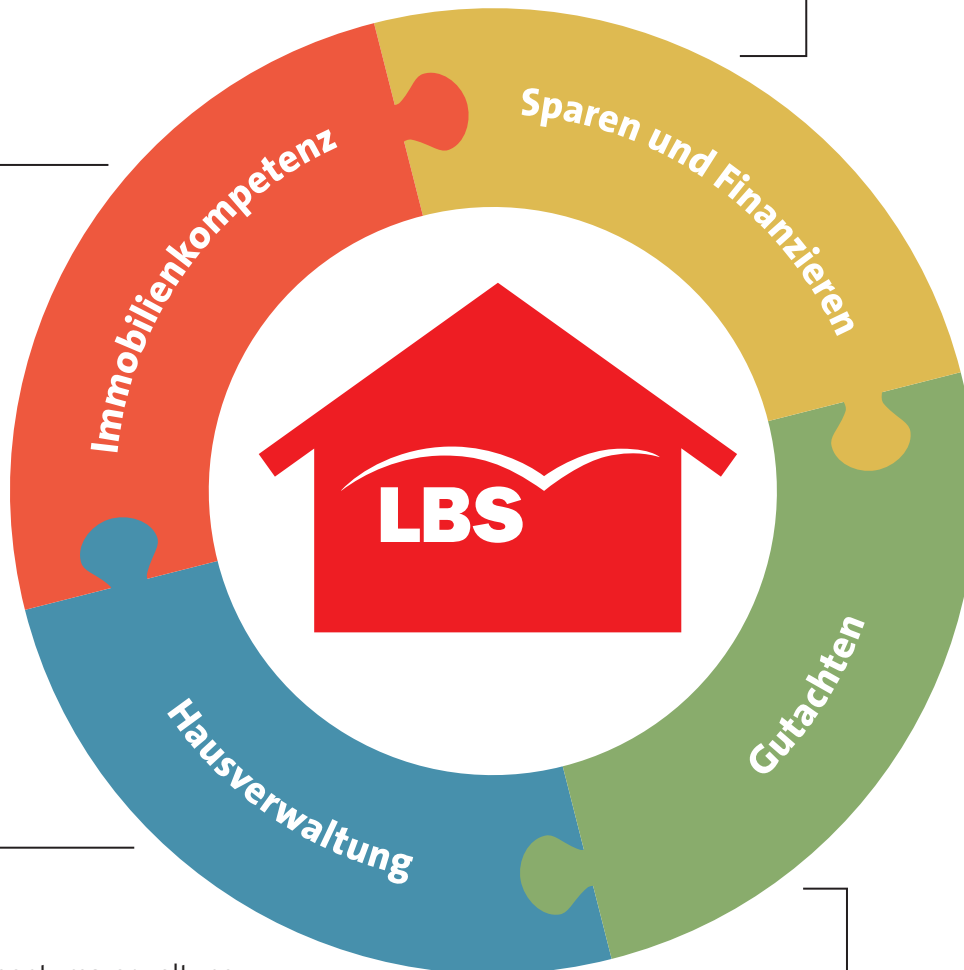 Sparen und Finanzieren
Immobilienkompetenz
LBS
Gutachten
Hausverwaltung